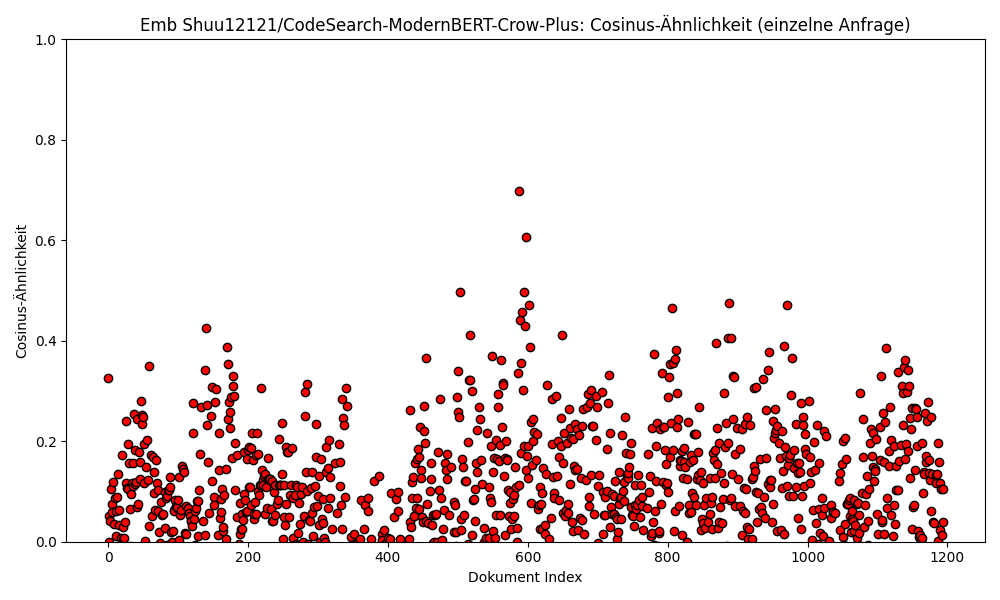 Emb Shuu12121/CodeSearch-ModernBERT-Crow-Plus: Cosinus-Ähnlichkeit (einzelne Anfrage)
1.0
0.8
0.6
0.4
0.2
0.0
Cosinus-Ähnlichkeit
0 200 400 600 800 1000 1200
Dokument Index